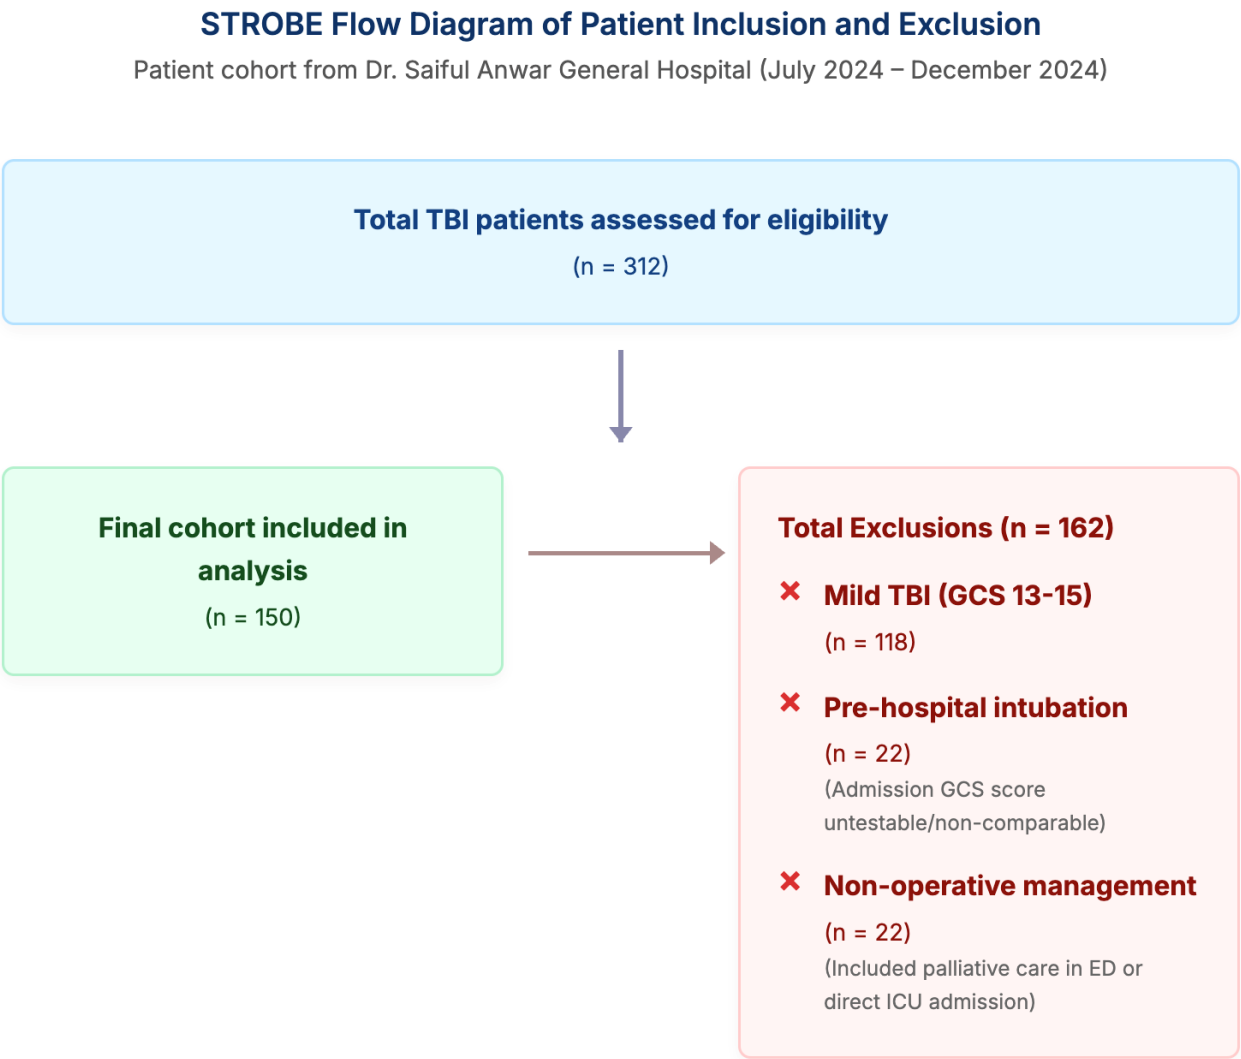 STROBE Flow Diagram of Patient Inclusion and Exclusion
Patient cohort from Dr. Saiful Anwar General Hospital (July 2024 – December 2024)
Total TBI patients assessed for eligibility
(n = 312)
Final cohort included in
analysis
(n = 150)
Total Exclusions (n = 162)
Mild TBI (GCS 13-15)
(n = 118)
Pre-hospital intubation
(n = 22)
(Admission GCS score
untestable/non-comparable)
Non-operative management
(n = 22)
(Included palliative care in ED or
direct ICU admission)